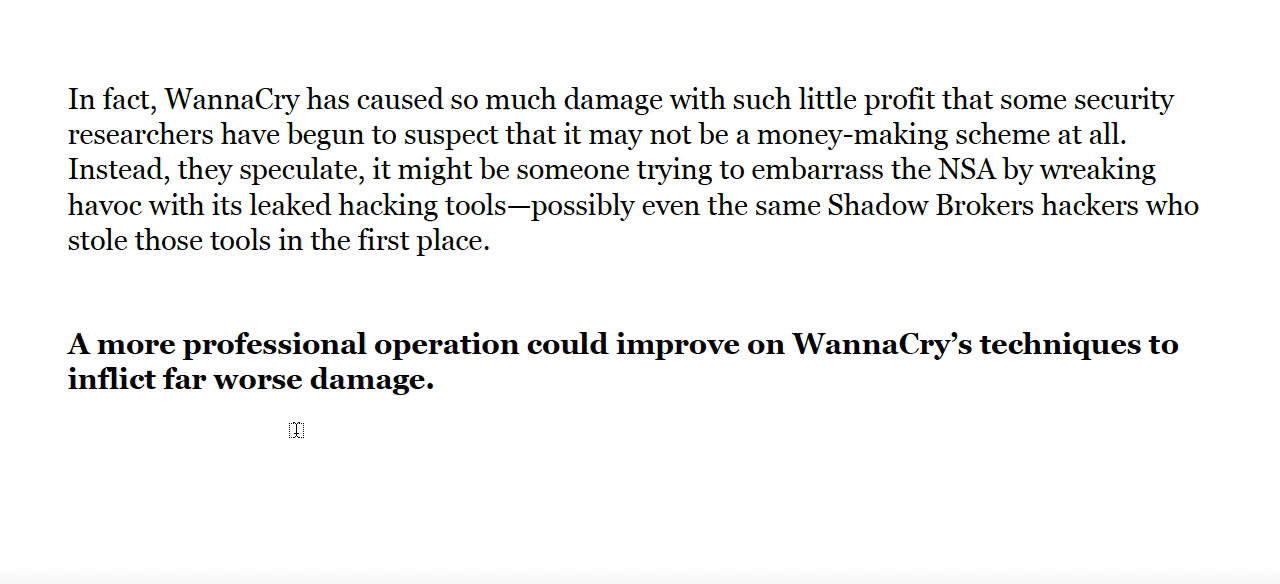 In fact, WannaCry has caused so much damage with such little profit that some security
researchers have begun to suspect that it may not be a money-making scheme at all.
Instead, they speculate, it might be someone trying to embarrass the NSA by wreaking
havoc with its leaked hacking tools—possibly even the same Shadow Brokers hackers who
stole those tools in the first place.
A more professional operation could improve on WannaCry’s techniques to
inflict far worse damage.